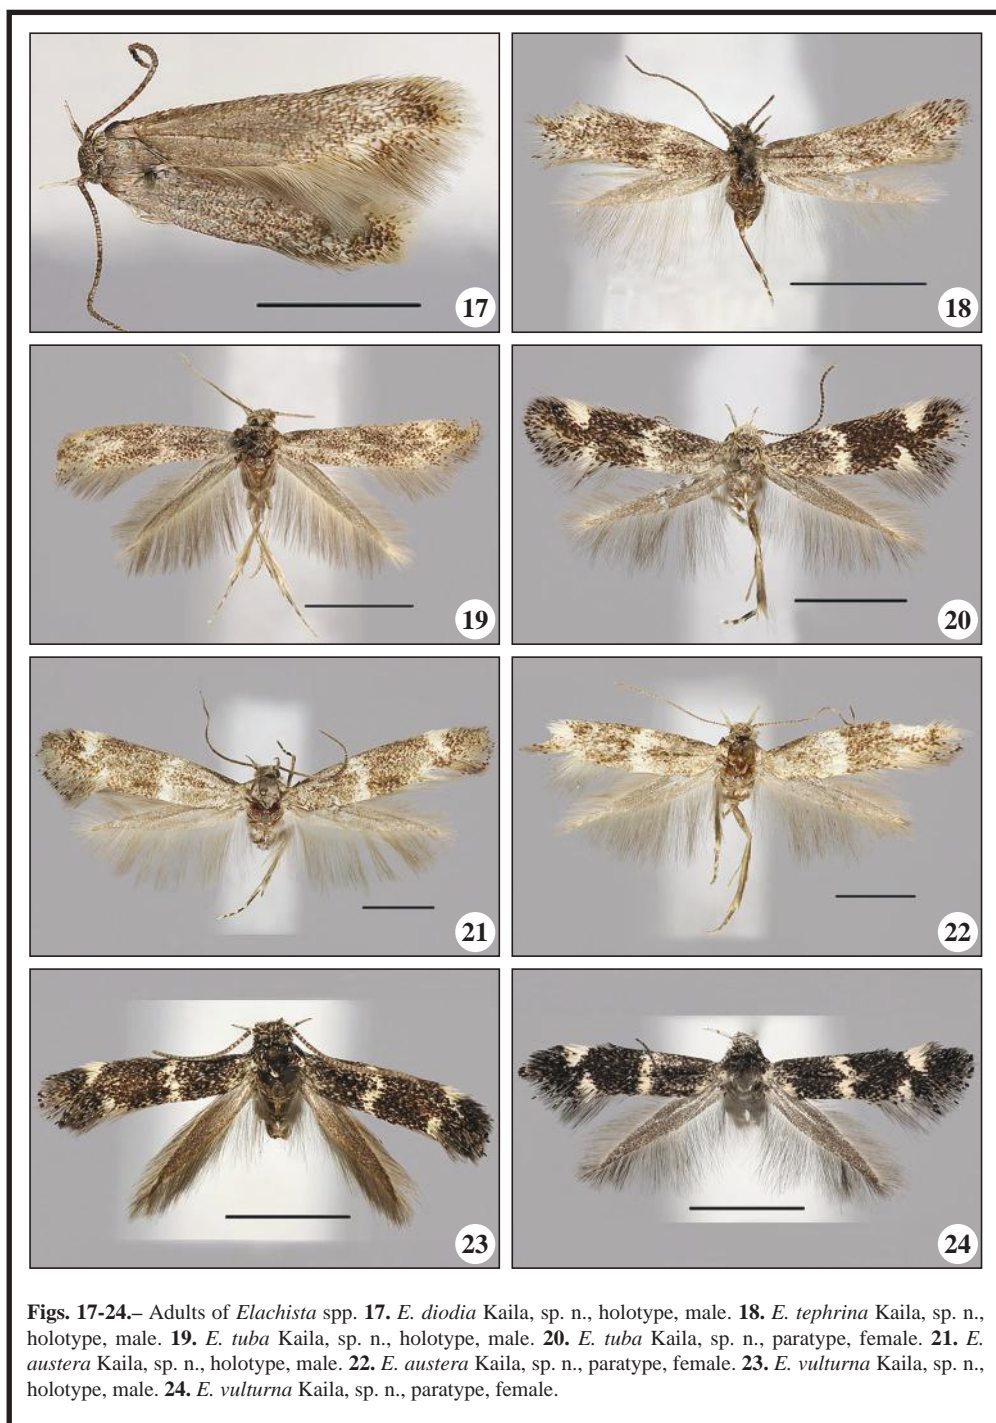 17
18
19
20
21
22
23
24
Figs. 17-24.– Adults of Elachista spp. 17. E. diodia Kaila, sp. n., holotype, male. 18. E. tephrina Kaila, sp. n.,
holotype, male. 19. E. tuba Kaila, sp. n., holotype, male. 20. E. tuba Kaila, sp. n., paratype, female. 21. E.
austera Kaila, sp. n., holotype, male. 22. E. austera Kaila, sp. n., paratype, female. 23. E. vulturna Kaila, sp. n.,
holotype, male. 24. E. vulturna Kaila, sp. n., paratype, female.